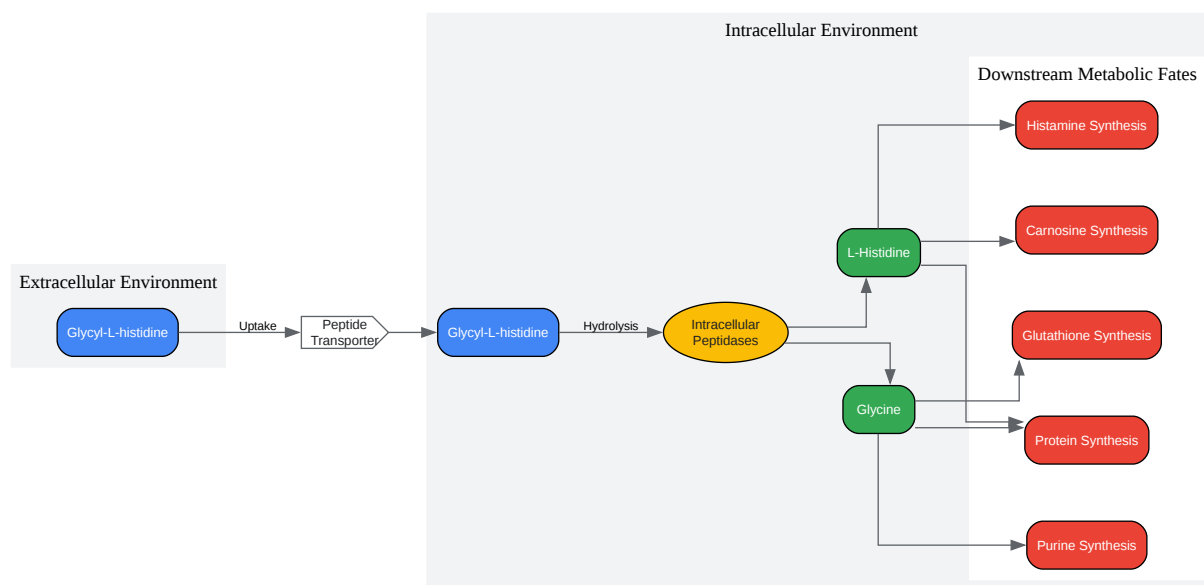 Intracellular Environment
Downstream Metabolic Fates
Histamine Synthesis
Carnosine Synthesis
L-Histidine
Extracellular Environment
Glycyl-L-histidine
Uptake
Peptide
Transporter
Glycyl-L-histidine
Hydrolysis
Intracellular
Peptidases
Glutathione Synthesis
Glycine
Protein Synthesis
Purine Synthesis